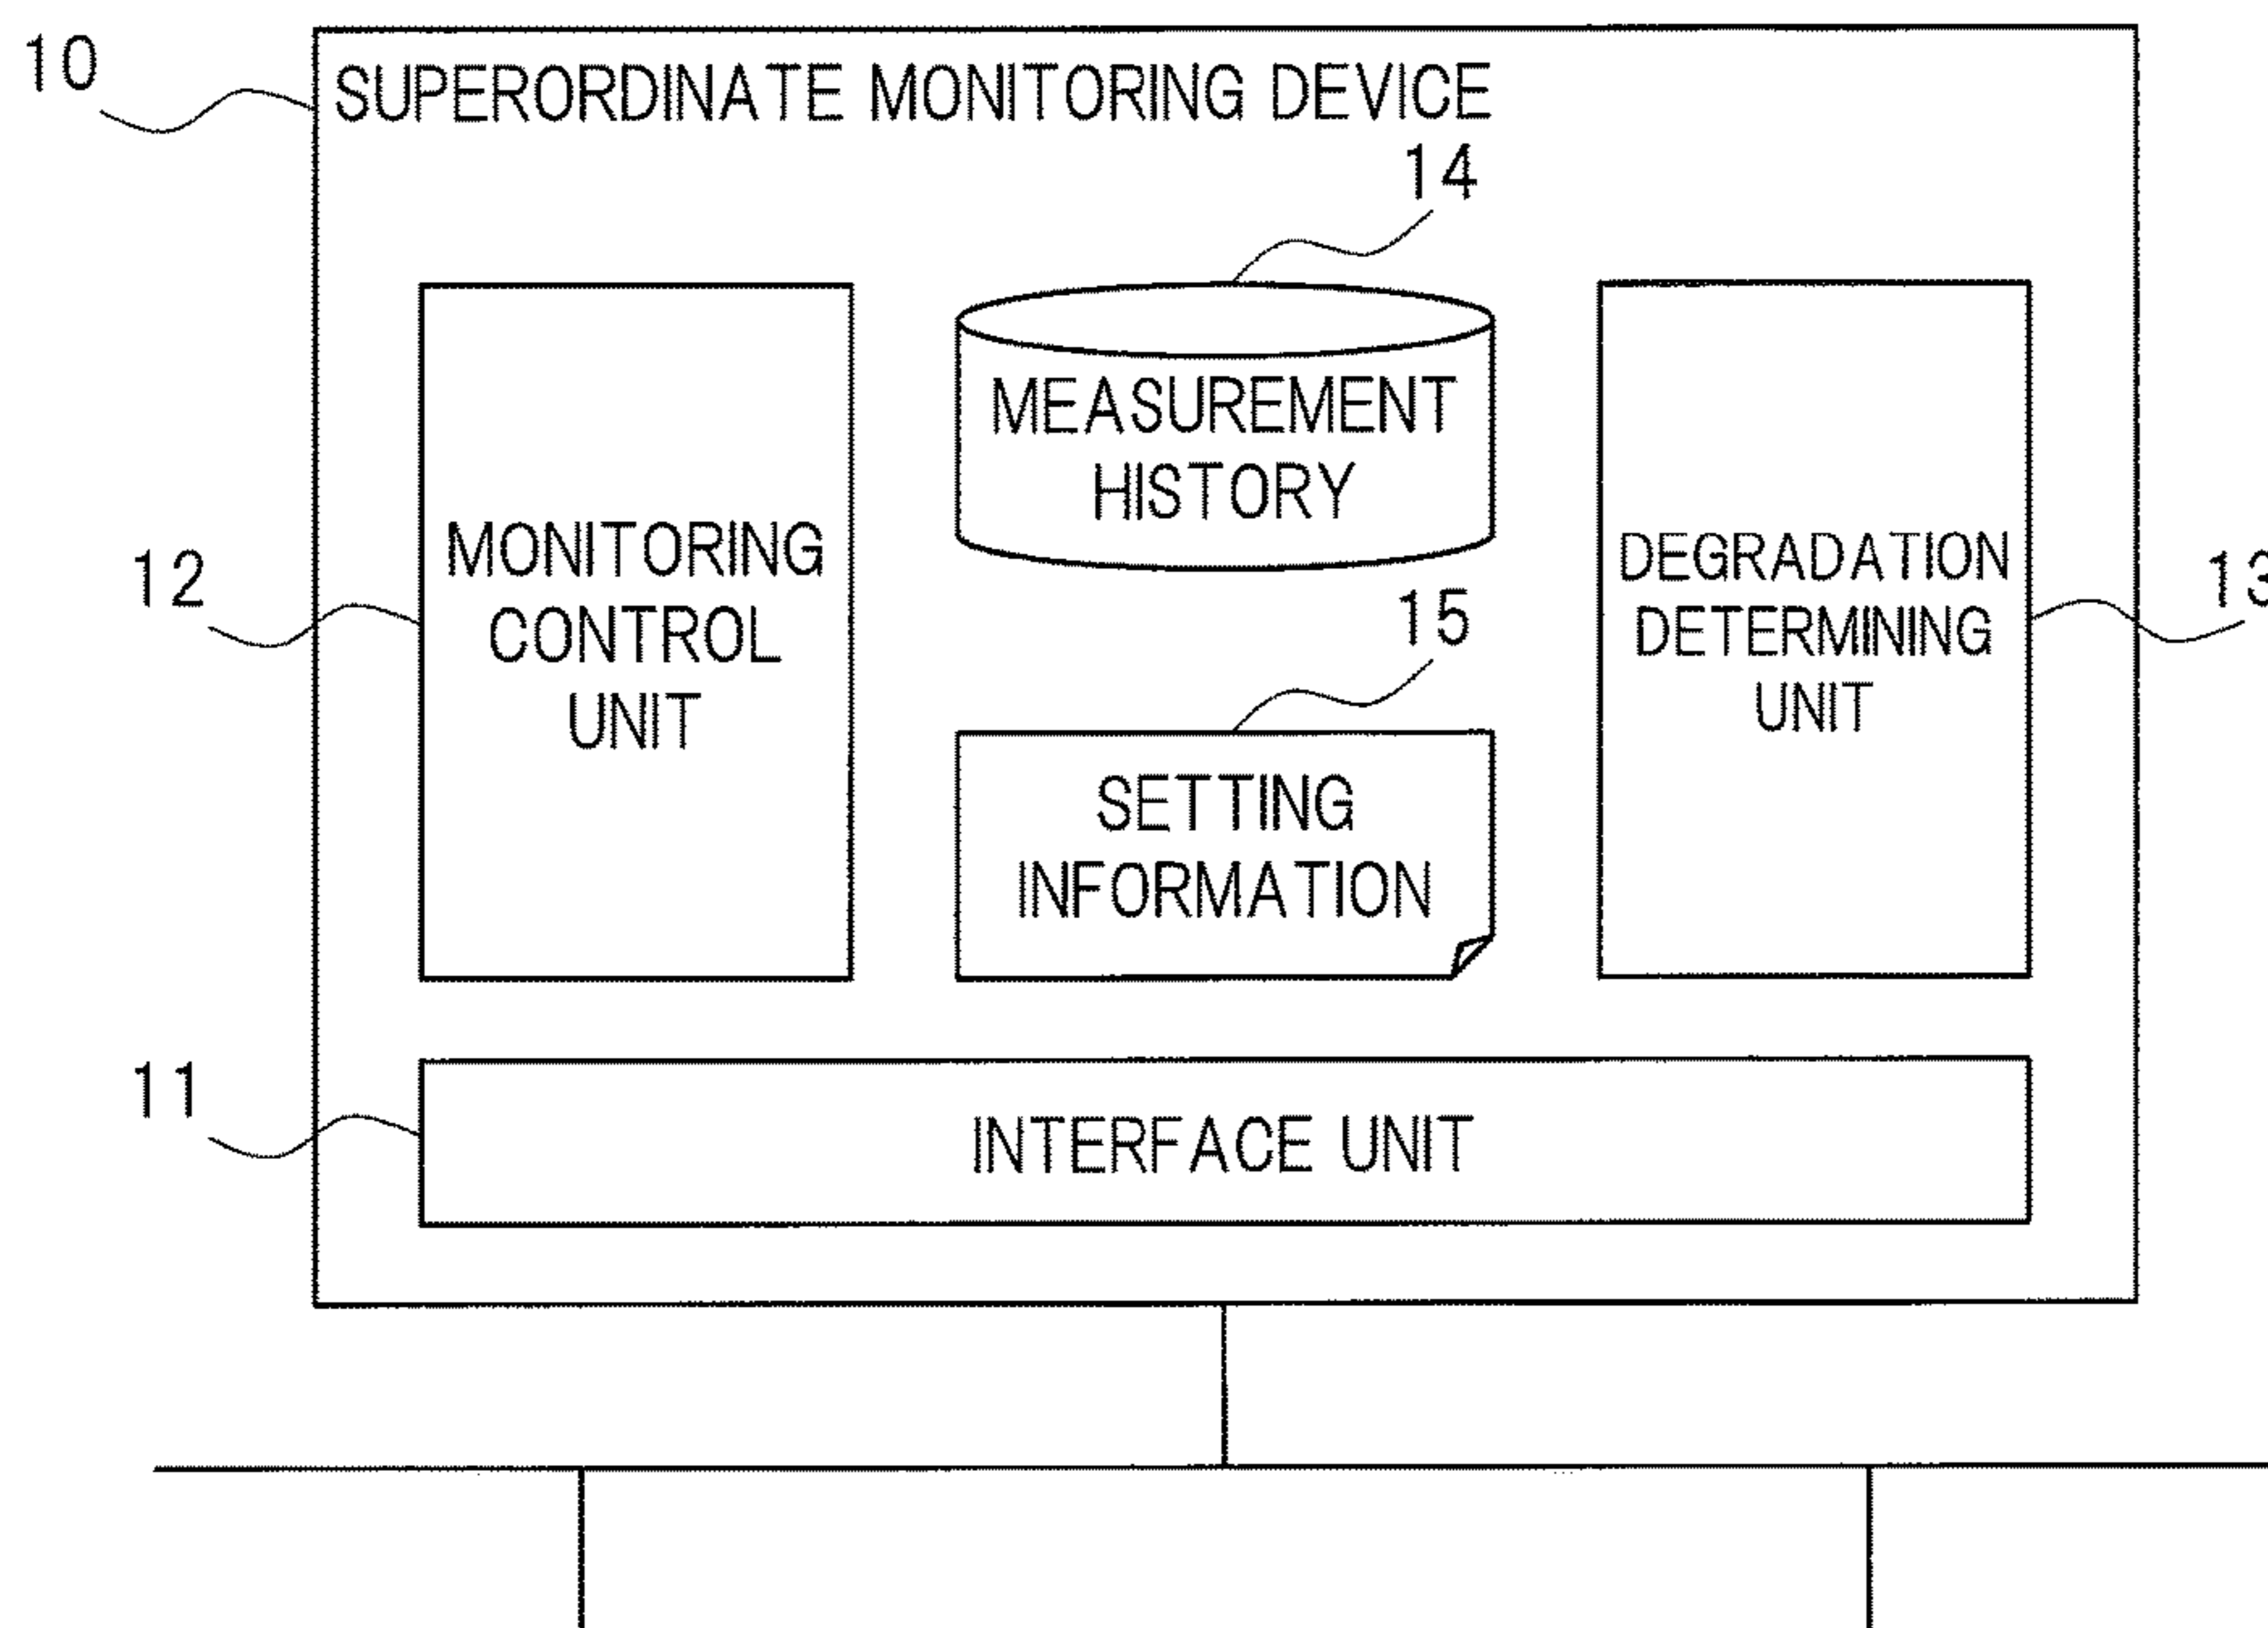 10
SUPERORDINATE MONITORING DEVICE
14
MEASUREMENT
HISTORY
12
MONITORING
CONTROL
UNIT
DEGRADATION
DETERMINING
UNIT
13
15
SETTING
INFORMATION
11
INTERFACE UNIT